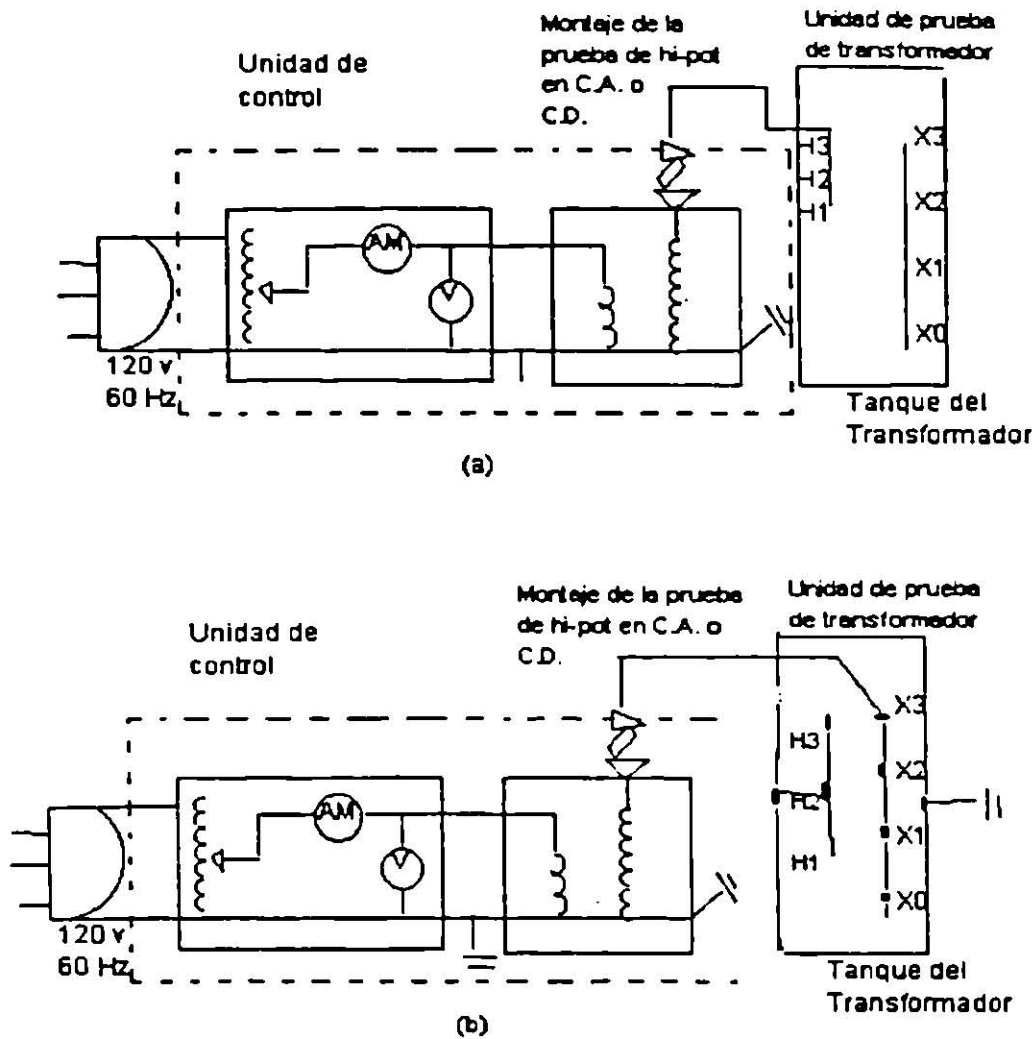 Unidad de
control
Montaje de la
prueba de hi-pot
en C.A. o
C.D.
Unidad de prueba
de transformador
H3
H2
H1
X3
X2
X1
X0
AM
V
120 v
60 Hz
Tanque del
Transformador
(a)
Unidad de
control
Montaje de la prueba
de hi-pot en C.A. o
C.D.
Unidad de prueba
de transformador
H3
H2
H1
X3
X2
X1
X0
AM
V
120 v
60 Hz
Tanque del
Transformador
(b)